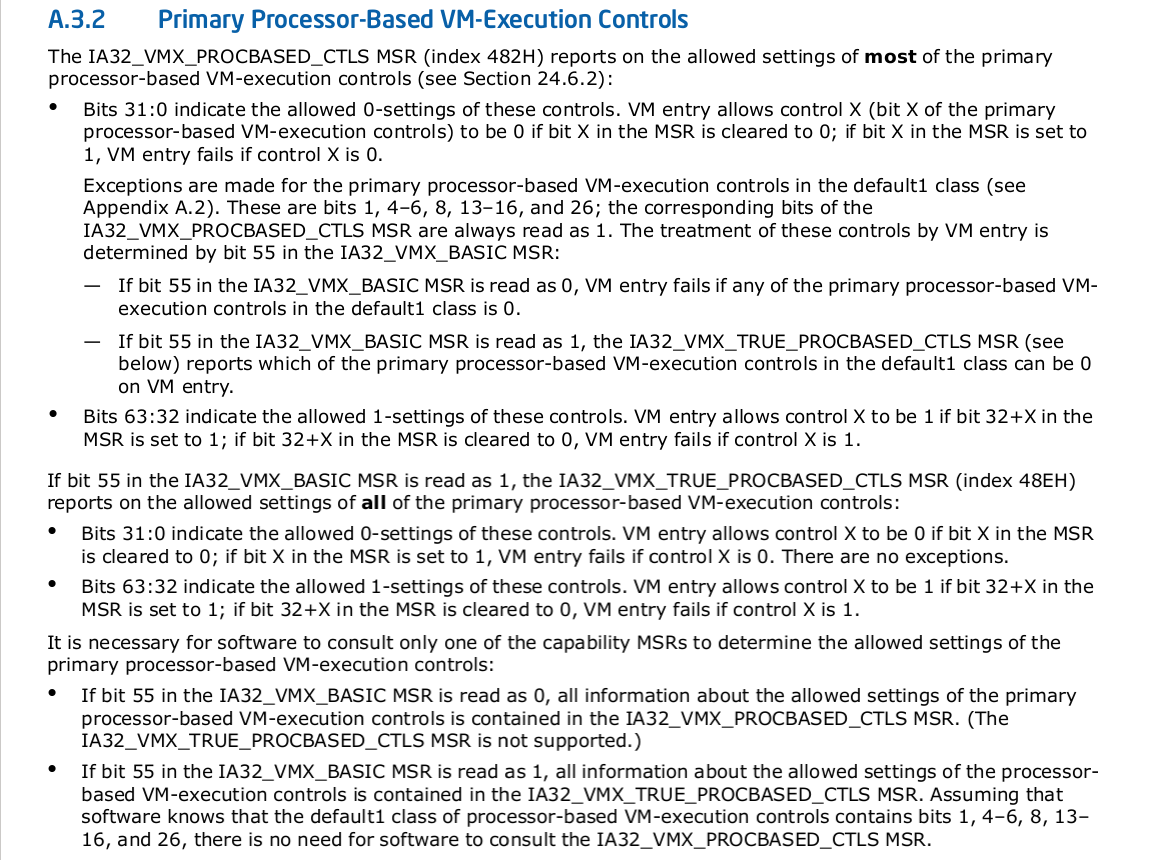 A.3.2 Primary Processor-Based VM-Execution Controls
The IA32_VMX_PROCBASED_CTLS MSR (index 482H) reports on the allowed settings of most of the primary
processor-based VM-execution controls (see Section 24.6.2):
• Bits 31:0 indicate the allowed 0-settings of these controls. VM entry allows control X (bit X of the primary
processor-based VM-execution controls) to be 0 if bit X in the MSR is cleared to 0; if bit X in the MSR is set to
1, VM entry fails if control X is 0.
Exceptions are made for the primary processor-based VM-execution controls in the default1 class (see
Appendix A.2). These are bits 1, 4–6, 8, 13–16, and 26; the corresponding bits of the
IA32_VMX_PROCBASED_CTLS MSR are always read as 1. The treatment of these controls by VM entry is
determined by bit 55 in the IA32_VMX_BASIC MSR:
— If bit 55 in the IA32_VMX_BASIC MSR is read as 0, VM entry fails if any of the primary processor-based VM-
execution controls in the default1 class is 0.
— If bit 55 in the IA32_VMX_BASIC MSR is read as 1, the IA32_VMX_TRUE_PROCBASED_CTLS MSR (see
below) reports which of the primary processor-based VM-execution controls in the default1 class can be 0
on VM entry.
• Bits 63:32 indicate the allowed 1-settings of these controls. VM entry allows control X to be 1 if bit 32+X in the
MSR is set to 1; if bit 32+X in the MSR is cleared to 0, VM entry fails if control X is 1.
If bit 55 in the IA32_VMX_BASIC MSR is read as 1, the IA32_VMX_TRUE_PROCBASED_CTLS MSR (index 48EH)
reports on the allowed settings of all of the primary processor-based VM-execution controls:
• Bits 31:0 indicate the allowed 0-settings of these controls. VM entry allows control X to be 0 if bit X in the MSR
is cleared to 0; if bit X in the MSR is set to 1, VM entry fails if control X is 0. There are no exceptions.
• Bits 63:32 indicate the allowed 1-settings of these controls. VM entry allows control X to be 1 if bit 32+X in the
MSR is set to 1; if bit 32+X in the MSR is cleared to 0, VM entry fails if control X is 1.
It is necessary for software to consult only one of the capability MSRs to determine the allowed settings of the
primary processor-based VM-execution controls:
• If bit 55 in the IA32_VMX_BASIC MSR is read as 0, all information about the allowed settings of the primary
processor-based VM-execution controls is contained in the IA32_VMX_PROCBASED_CTLS MSR. (The
IA32_VMX_TRUE_PROCBASED_CTLS MSR is not supported.)
• If bit 55 in the IA32_VMX_BASIC MSR is read as 1, all information about the allowed settings of the processor-
based VM-execution controls is contained in the IA32_VMX_TRUE_PROCBASED_CTLS MSR. Assuming that
software knows that the default1 class of processor-based VM-execution controls contains bits 1, 4–6, 8, 13–
16, and 26, there is no need for software to consult the IA32_VMX_PROCBASED_CTLS MSR.